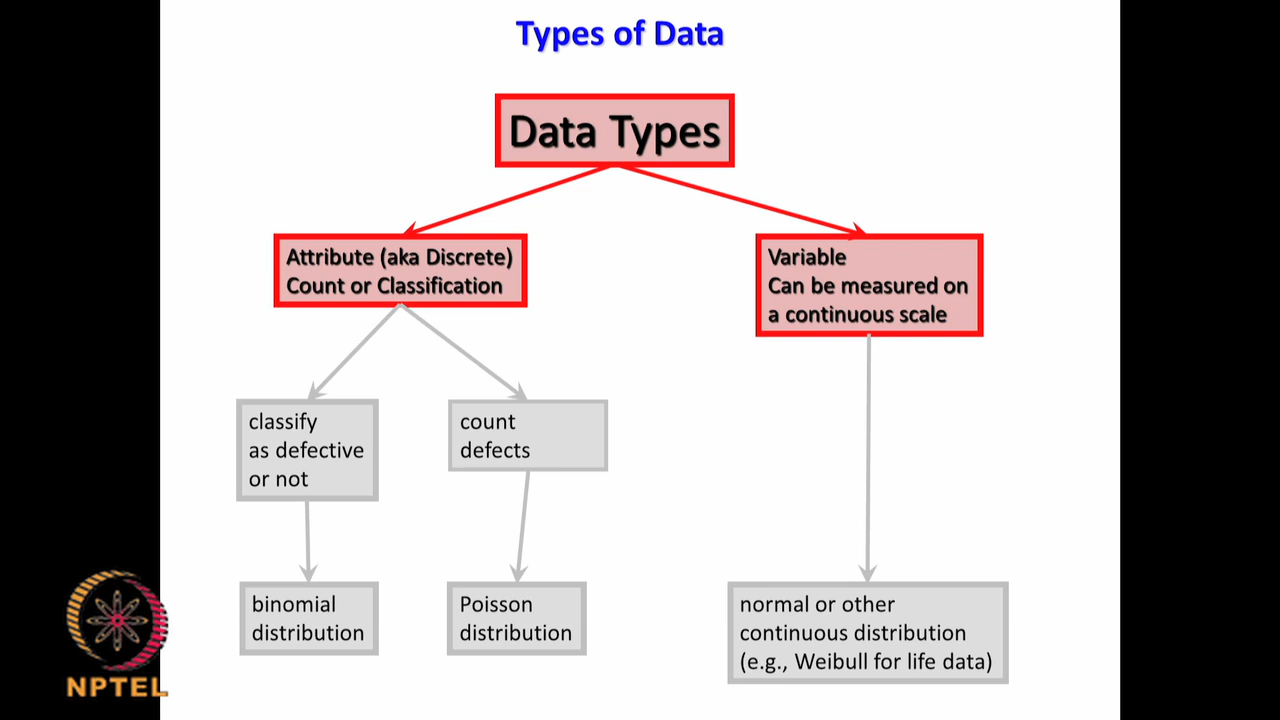 Types of Data
Data Types
Attribute (aka Discrete)
Count or Classification
Variable
Can be measured on
a continuous scale
classify
as defective
or not
count
defects
binomial
distribution
Poisson
distribution
normal or other
continuous distribution
(e.g., Weibull for life data)
NPTEL